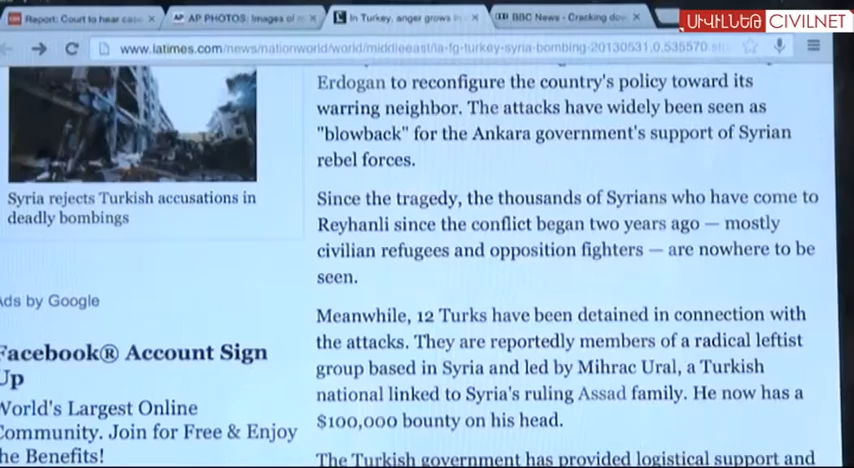 Report: Court to hear case
AP AP PHOTOS: Images of
In Turkey, anger grows in
BBC News - Cracking dow
ՍԻՎԻԼՆԵԹ CIVILNET
www.latimes.com/news/nationworld/world/middleeast/la-fg-turkey-syria-bombing-20130531,0,535570.st
Syria rejects Turkish accusations in
deadly bombings
Ads by Google
Facebook® Account Sign
Up
World's Largest Online
Community. Join for Free & Enjoy
the Benefits!
Erdogan to reconfigure the country's policy toward its
warring neighbor. The attacks have widely been seen as
"blowback" for the Ankara government's support of Syrian
rebel forces.
Since the tragedy, the thousands of Syrians who have come to
Reyhanli since the conflict began two years ago — mostly
civilian refugees and opposition fighters — are nowhere to be
seen.
Meanwhile, 12 Turks have been detained in connection with
the attacks. They are reportedly members of a radical leftist
group based in Syria and led by Mihrac Ural, a Turkish
national linked to Syria's ruling Assad family. He now has a
$100,000 bounty on his head.
The Turkish government has provided logistical support and